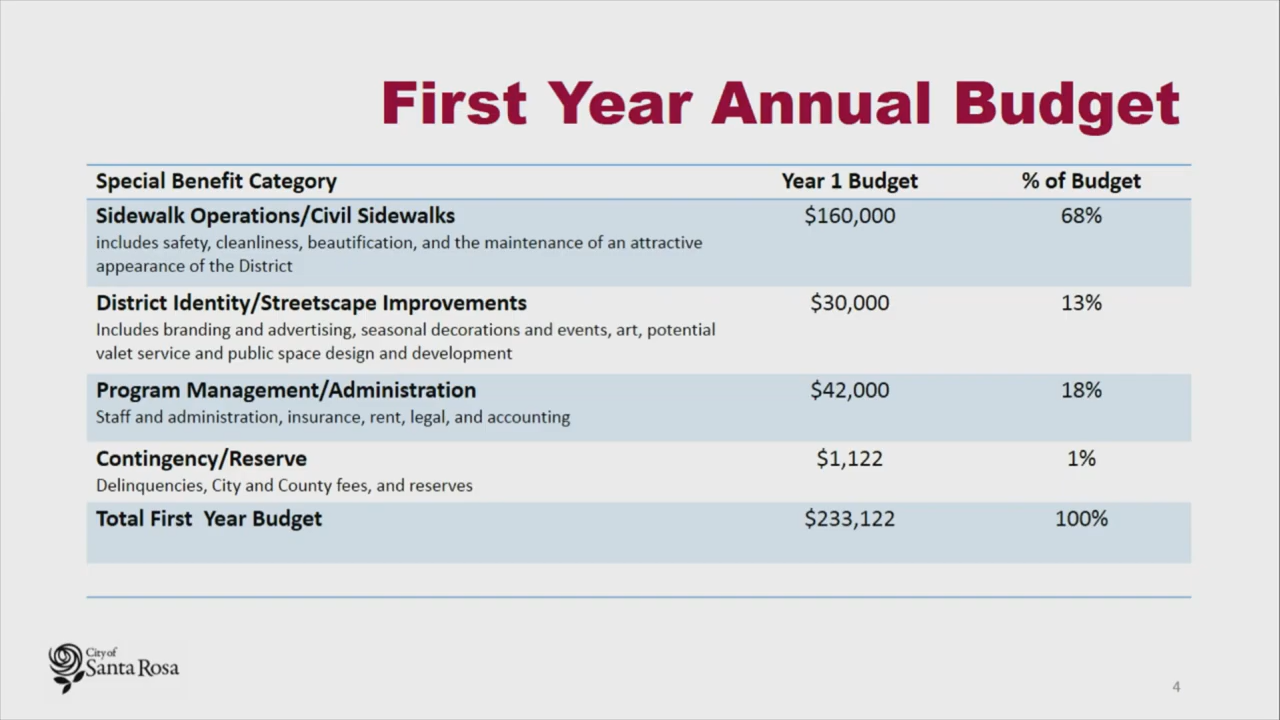 First Year Annual Budget
Special Benefit Category Year 1 Budget % of Budget
Sidewalk Operations/Civil Sidewalks $160,000 68%
includes safety, cleanliness, beautification, and the maintenance of an attractive
appearance of the District
District Identity/Streetscape Improvements $30,000 13%
Includes branding and advertising, seasonal decorations and events, art, potential
valet service and public space design and development
Program Management/Administration $42,000 18%
Staff and administration, insurance, rent, legal, and accounting
Contingency/Reserve $1,122 1%
Delinquencies, City and County fees, and reserves
Total First Year Budget $233,122 100%
City of
Santa Rosa
4